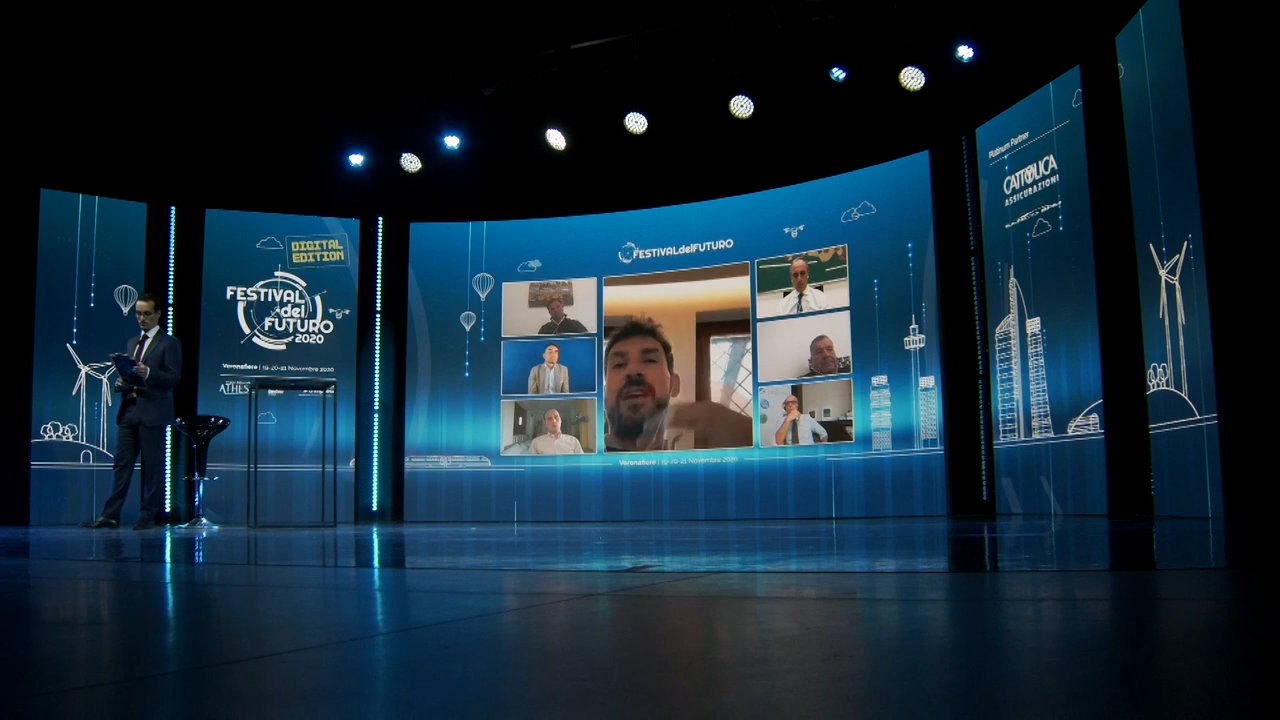 DIGITAL
EDITION
FESTIVAL
del
FUTURO
2020
Veronafiere | 19-20-21 Novembre 2020
FESTIVALdelFUTURO
Veronafiere | 19-20-21 Novembre 2020
Platinum Partner
CATTOLICA
ASSICURAZIONI